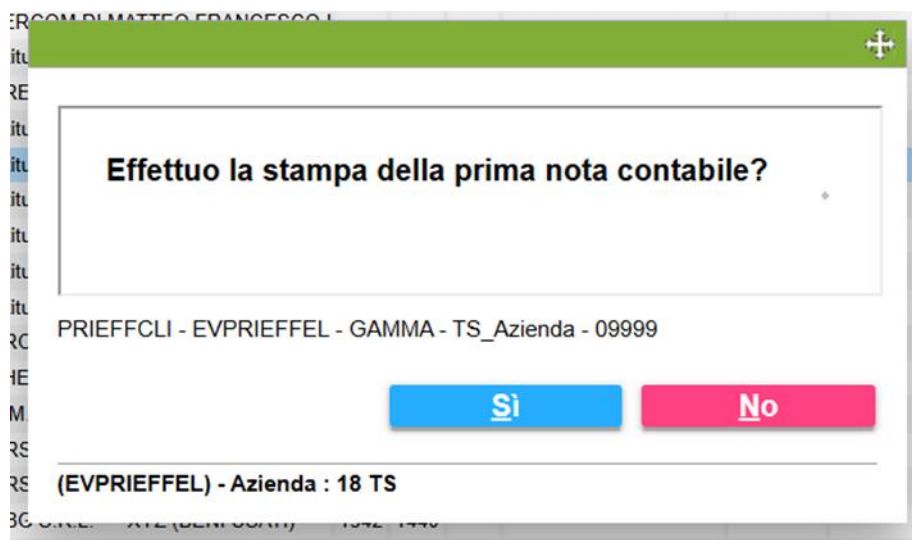 Effettuo la stampa della prima nota contabile?
PRIEFFCLI - EVPRIEFFEL - GAMMA - TS_Azienda - 09999
Sì No
(EVPRIEFFEL) - Azienda : 18 TS